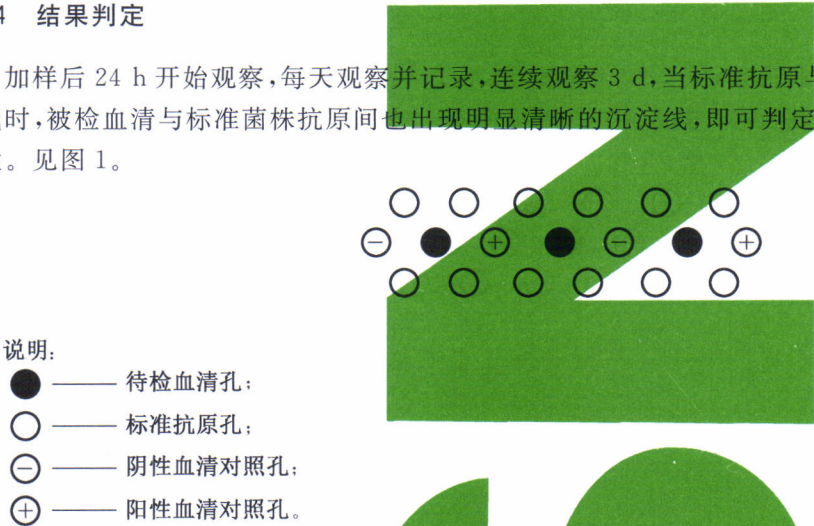 4 结果判定
加样后 24 h 开始观察,每天观察并记录,连续观察 3 d,当标准抗原
时,被检血清与标准菌株抗原间也出现明显清晰的沉淀线,即可判定
。见图 1。
说明:
●——待检血清孔;
○——标准抗原孔;
⊖——阴性血清对照孔;
⊕——阳性血清对照孔。